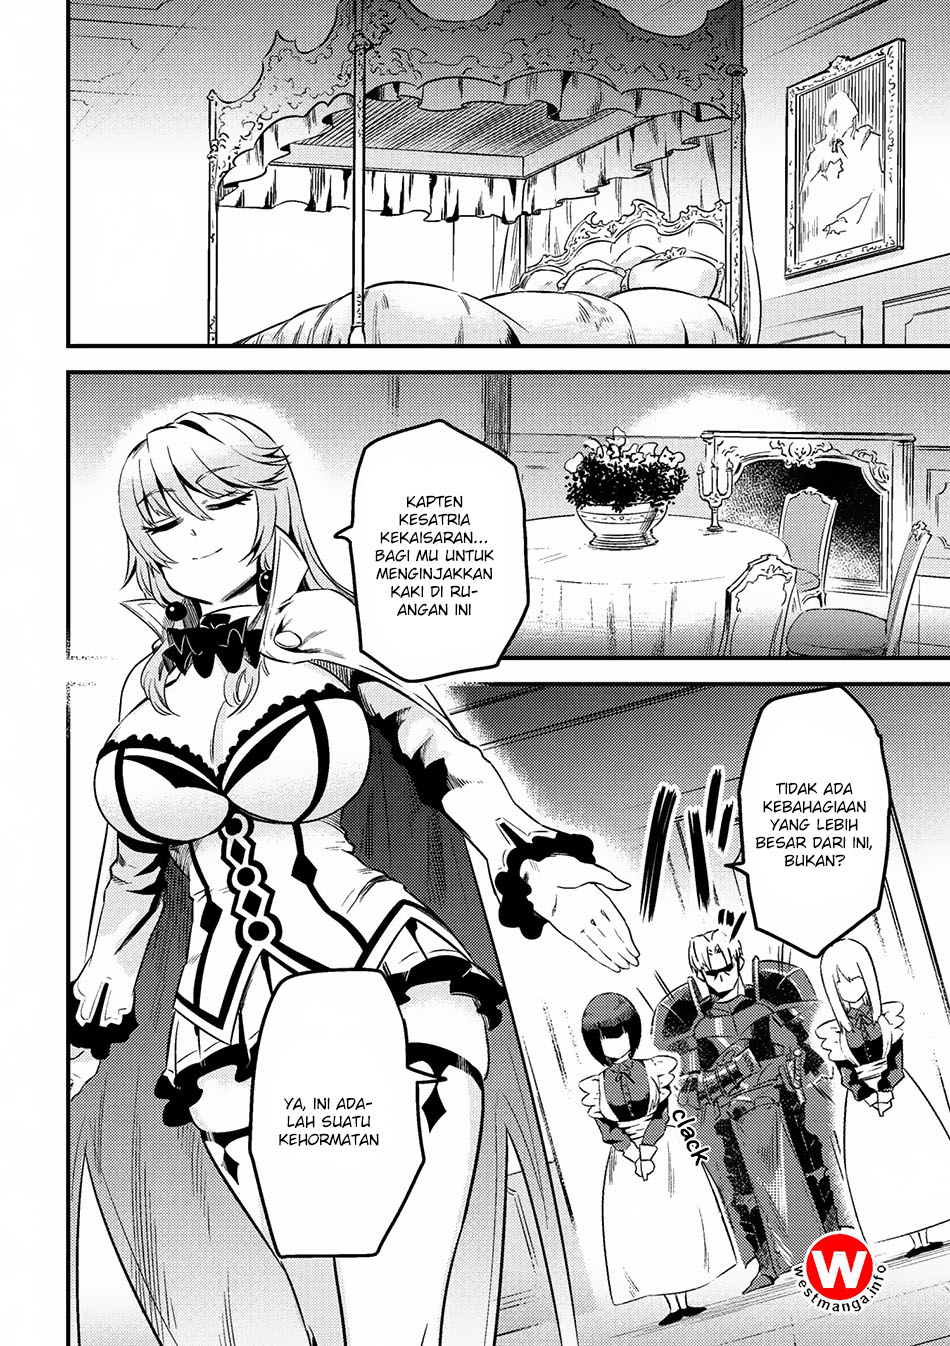 KAPTEN
KESATRIA
KEKAISARAN...
BAGI MU UNTUK
MENGINJAKKAN
KAKI DI RU-
ANGAN INI
TIDAK ADA
KEBAHAGIAAN
YANG LEBIH
BESAR DARI INI,
BUKAN?
YA, INI ADA-
LAH SUATU
KEHORMATAN
clack
W
westmanga.info